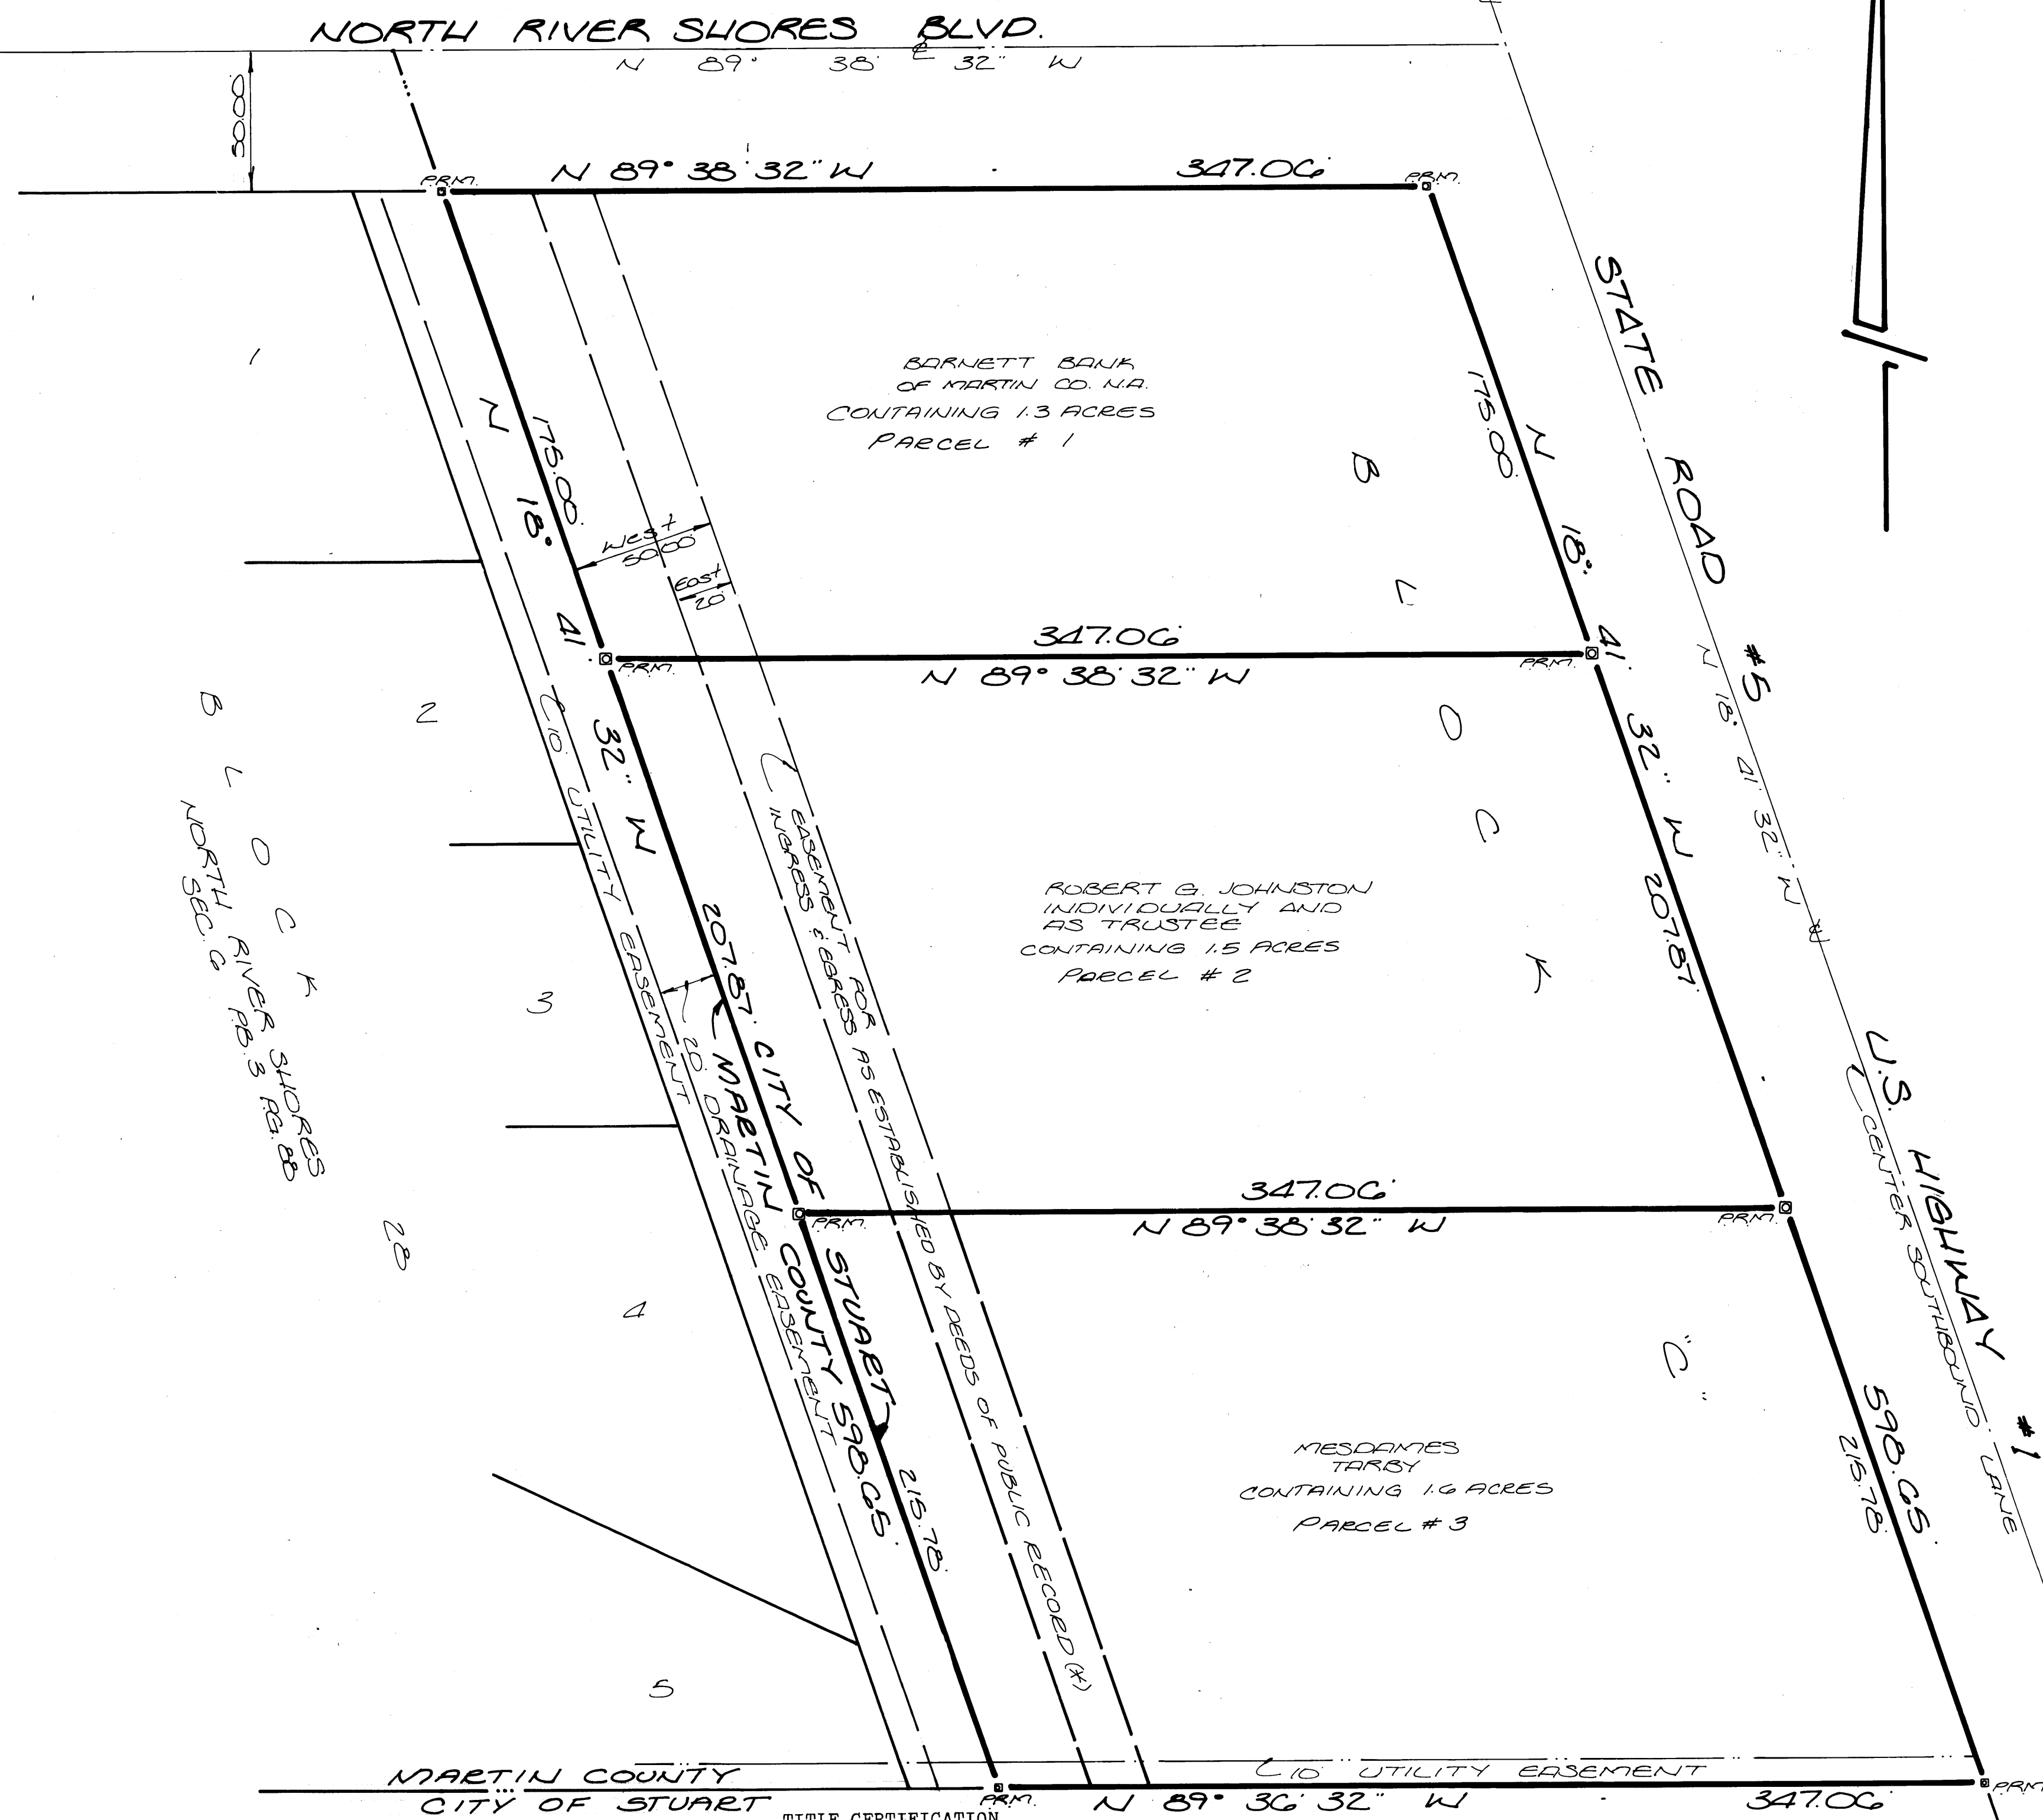 NORTH RIVER SHORES BLVD.
N 89° 38' 32" W
50.00'
P.R.M.
N 89° 38' 32" W 347.06'
P.R.M.
1
BARNETT BANK
OF MARTIN CO. N.A.
CONTAINING 1.3 ACRES
PARCEL # 1
175.00'
N 18° 41' 32" W
175.00'
N 18° 41' 32" W
West
50.00'
East
20'
STATE ROAD #5
N 18° 41' 32" W
347.06'
P.R.M.
N 89° 38' 32" W
P.R.M.
2
10' UTILITY EASEMENT
BLOCK
28
NORTH RIVER SHORES
SEC. 6 P.B. 3 PG. 88
EASEMENT FOR
INGRESS & EGRESS AS ESTABLISHED BY DEEDS OF PUBLIC RECORD (*)
ROBERT G. JOHNSTON
INDIVIDUALLY AND
AS TRUSTEE
CONTAINING 1.5 ACRES
PARCEL # 2
BLOCK
"C"
207.87'
207.87'
3
20' DRAINAGE EASEMENT
CITY OF STUART
MARTIN COUNTY
598.65'
U.S. HIGHWAY #1
CENTER SOUTHBOUND LANE
347.06'
P.R.M.
N 89° 38' 32" W
P.R.M.
4
215.78'
598.65'
215.78'
MESDAMES
TARBY
CONTAINING 1.6 ACRES
PARCEL # 3
5
10' UTILITY EASEMENT
MARTIN COUNTY
CITY OF STUART
P.R.M.
N 89° 36' 32" W 347.06'
P.R.M.
TITLE CERTIFICATION